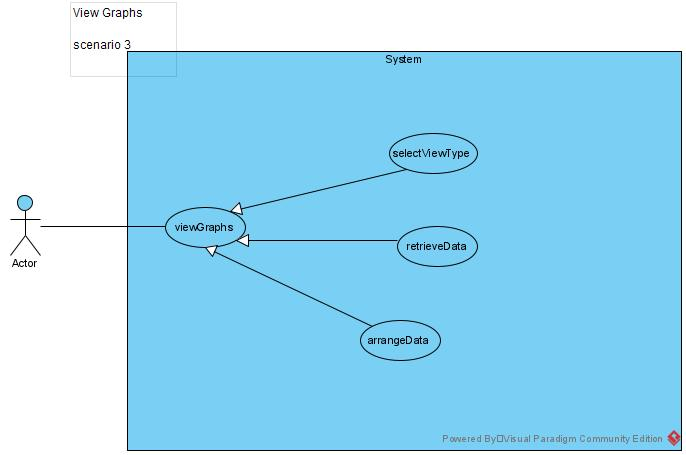 View Graphs
scenario 3
System
selectViewType
viewGraphs
retrieveData
Actor
arrangeData
Powered By Visual Paradigm Community Edition